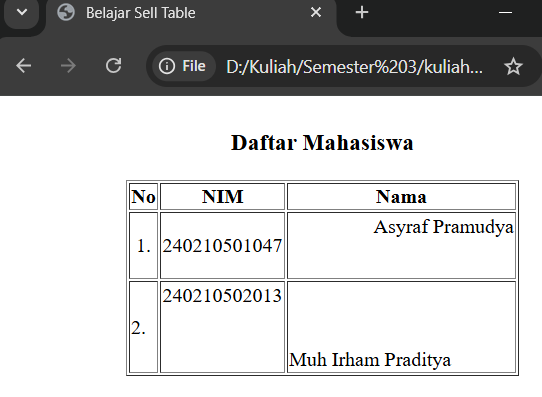 Belajar Sell Table
File D:/Kuliah/Semester%203/kuliah...
Daftar Mahasiswa
No NIM Nama
1. 240210501047 Asyraf Pramudya
2. 240210502013 Muh Irham Praditya